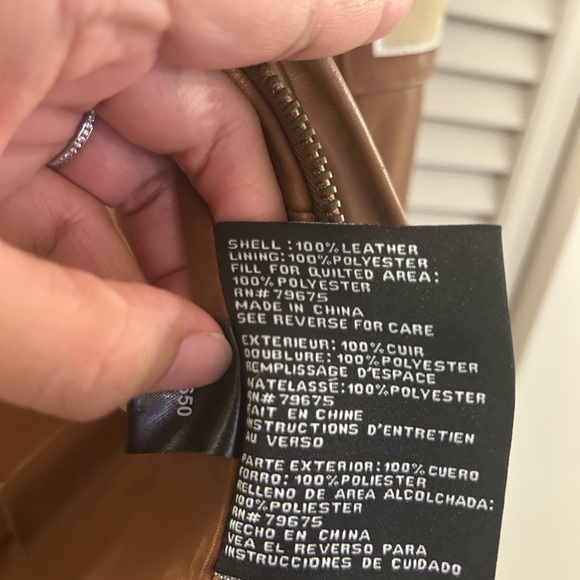 SHELL : 100% LEATHER
LINING: 100% POLYESTER
FILL FOR QUILTED AREA:
100% POLYESTER
RN# 79675
MADE IN CHINA
SEE REVERSE FOR CARE
EXTERIEUR: 100% CUIR
DOUBLURE: 100% POLYESTER
REMPLISSAGE D'ESPACE
NATELASSE: 100% POLYESTER
RN# 79675
FAIT EN CHINE
INSTRUCTIONS D'ENTRETIEN
AU VERSO
PARTE EXTERIOR: 100% CUERO
FORRO: 100% POLIESTER
RELLENO DE AREA ALCOLCHADA:
100% POLIESTER
RN# 79675
HECHO EN CHINA
VEA EL REVERSO PARA
INSTRUCCIONES DE CUIDADO